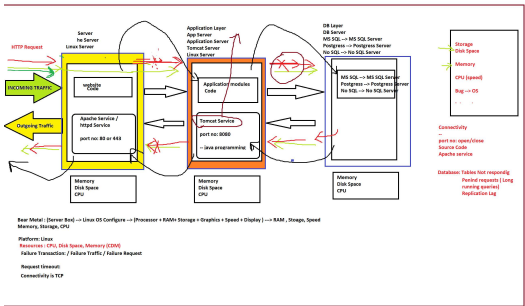 Server
he Server
Linux Server
HTTP Request
INCOMING TRAFFIC
Outgoing Traffic
website
Code
Apache Service /
httpd Service
port no: 80 or 443
Memory
Disk Space
CPU
Application Layer
App Server
Application Server
Tomcat Server
Linux Server
Application modules
Code
Tomcat Service
port no: 8080
-- java programming
Memory
Disk Space
CPU
DB Layer
DB Server
MS SQL --> MS SQL Server
Postgress --> Postgress Server
No SQL --> No SQL Server
MS SQL --> MS SQL Server
Postgress --> Postgress Server
No SQL --> No SQL Server
Memory
Disk Space
CPU
Storage
Disk Space
Memory
CPU (speed)
Bug --> OS
Connectivity
--
port no: open/close
Source Code
Apache service
Database: Tables Not respondig
Penind requests ( Long
running queries)
Replication Lag
Bear Metal : (Server Box) --> Linux OS Configure --> (Processor + RAM+ Storage + Graphics + Speed + Display ) --> RAM , Stoage, Speed
Memory, Storage, CPU
Platform: Linux
Resources : CPU, Disk Space, Memory (CDM)
Failure Transaction: / Failure Traffic / Failure Request
Request timeout:
Connectivity is TCP